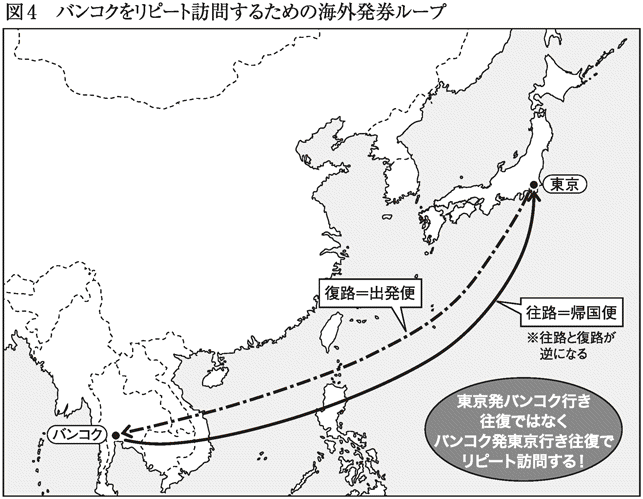 図4 バンコクをリピート訪問するための海外発券ループ
東京
復路=出発便
往路=帰国便
※往路と復路が
逆になる
バンコク
東京発バンコク行き
往復ではなく
バンコク発東京行き往復で
リピート訪問する!